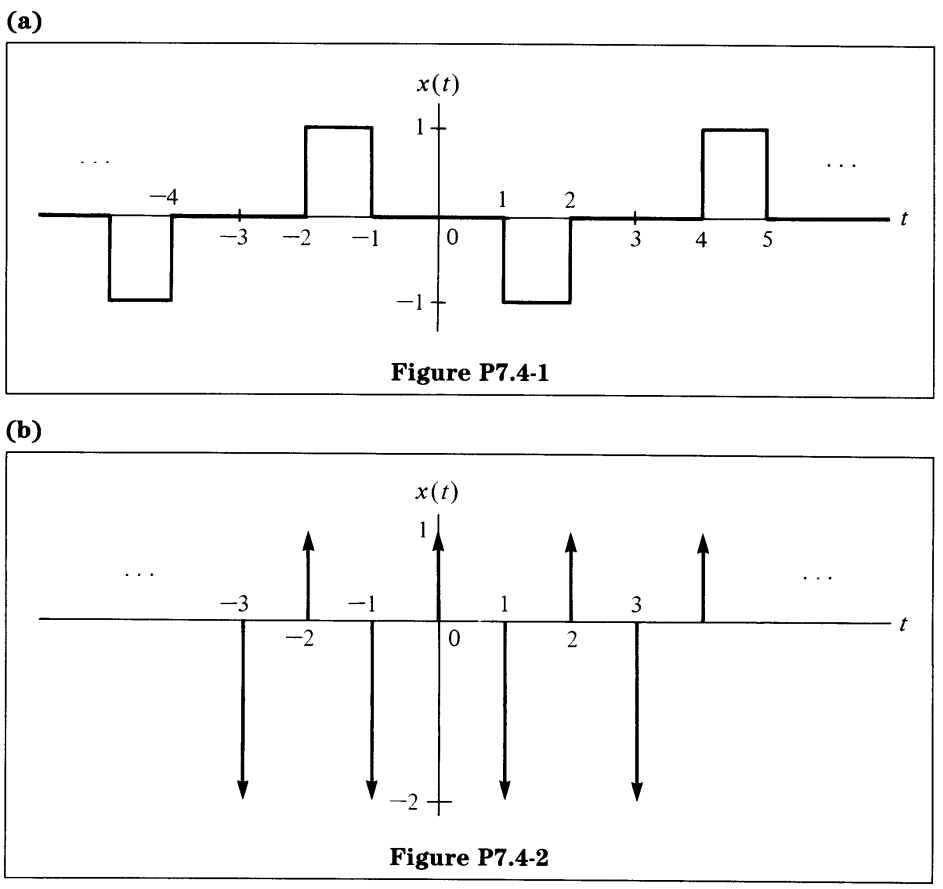 (a)
x(t)
1
. . .
. . .
−4
1
2
t
−3
−2
−1
0
3
4
5
−1
Figure P7.4-1
(b)
x(t)
1
. . .
. . .
−3
−1
1
3
t
−2
0
2
−2
Figure P7.4-2